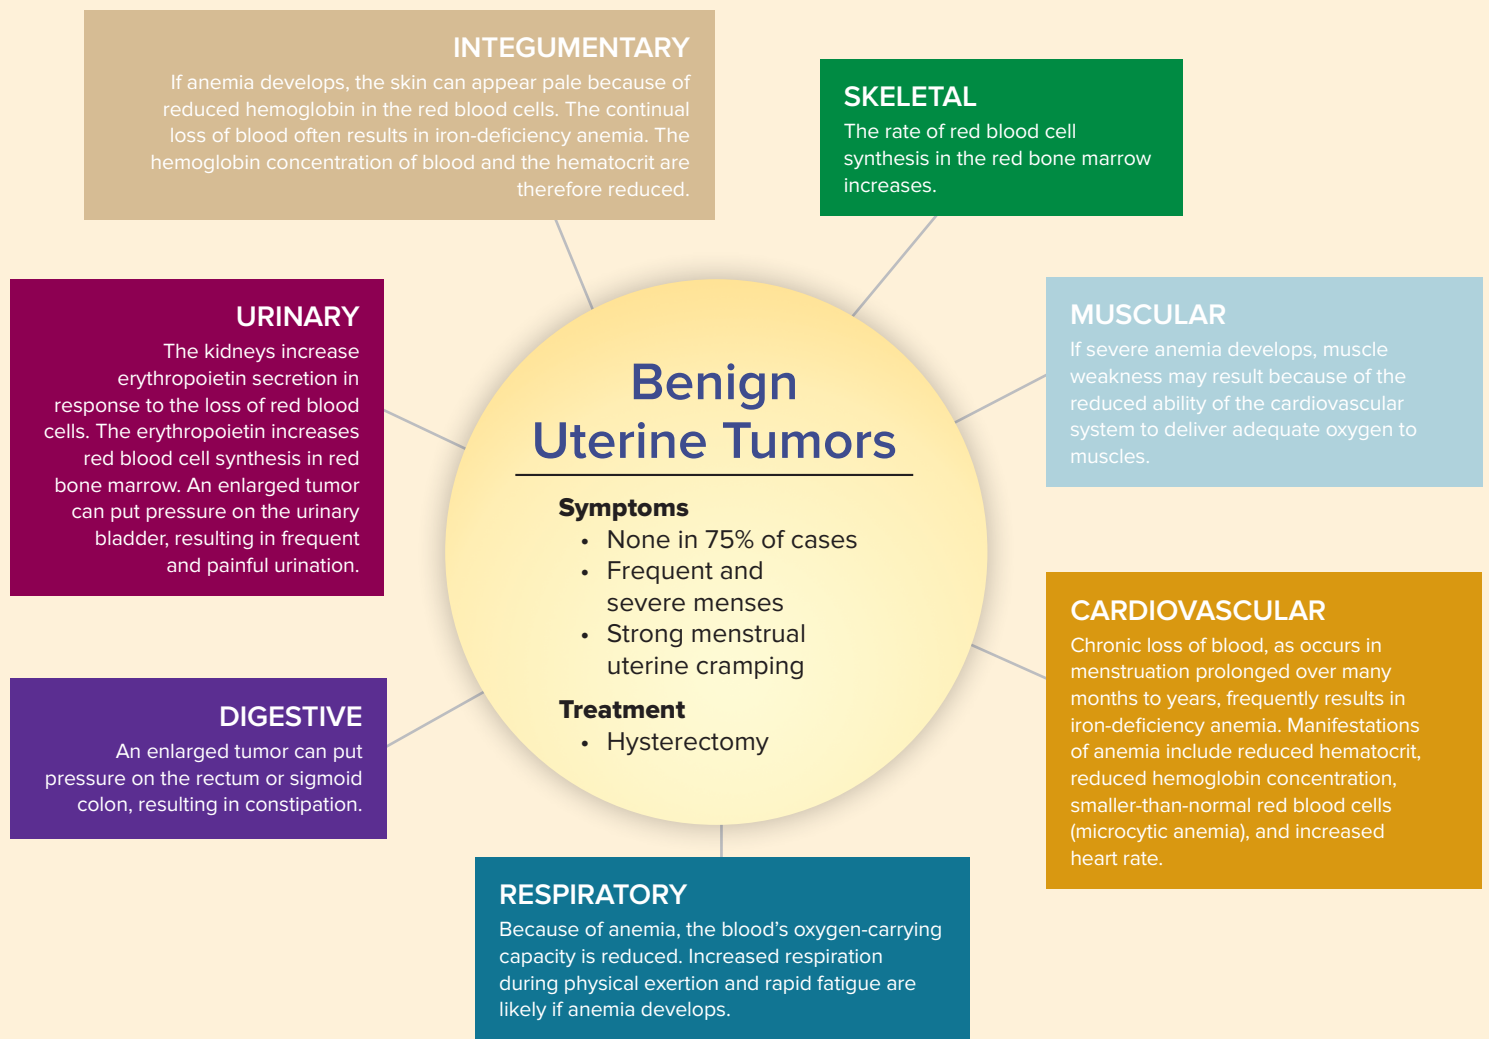 INTEGUMENTARY
If anemia develops, the skin can appear pale because of
reduced hemoglobin in the red blood cells. The continual
loss of blood often results in iron-deficiency anemia. The
hemoglobin concentration of blood and the hematocrit are
therefore reduced.
SKELETAL
The rate of red blood cell
synthesis in the red bone marrow
increases.
URINARY
The kidneys increase
erythropoietin secretion in
response to the loss of red blood
cells. The erythropoietin increases
red blood cell synthesis in red
bone marrow. An enlarged tumor
can put pressure on the urinary
bladder, resulting in frequent
and painful urination.
MUSCULAR
If severe anemia develops, muscle
weakness may result because of the
reduced ability of the cardiovascular
system to deliver adequate oxygen to
muscles.
Benign
Uterine Tumors
Symptoms
• None in 75% of cases
• Frequent and
severe menses
• Strong menstrual
uterine cramping
Treatment
• Hysterectomy
CARDIOVASCULAR
Chronic loss of blood, as occurs in
menstruation prolonged over many
months to years, frequently results in
iron-deficiency anemia. Manifestations
of anemia include reduced hematocrit,
reduced hemoglobin concentration,
smaller-than-normal red blood cells
(microcytic anemia), and increased
heart rate.
DIGESTIVE
An enlarged tumor can put
pressure on the rectum or sigmoid
colon, resulting in constipation.
RESPIRATORY
Because of anemia, the blood’s oxygen-carrying
capacity is reduced. Increased respiration
during physical exertion and rapid fatigue are
likely if anemia develops.